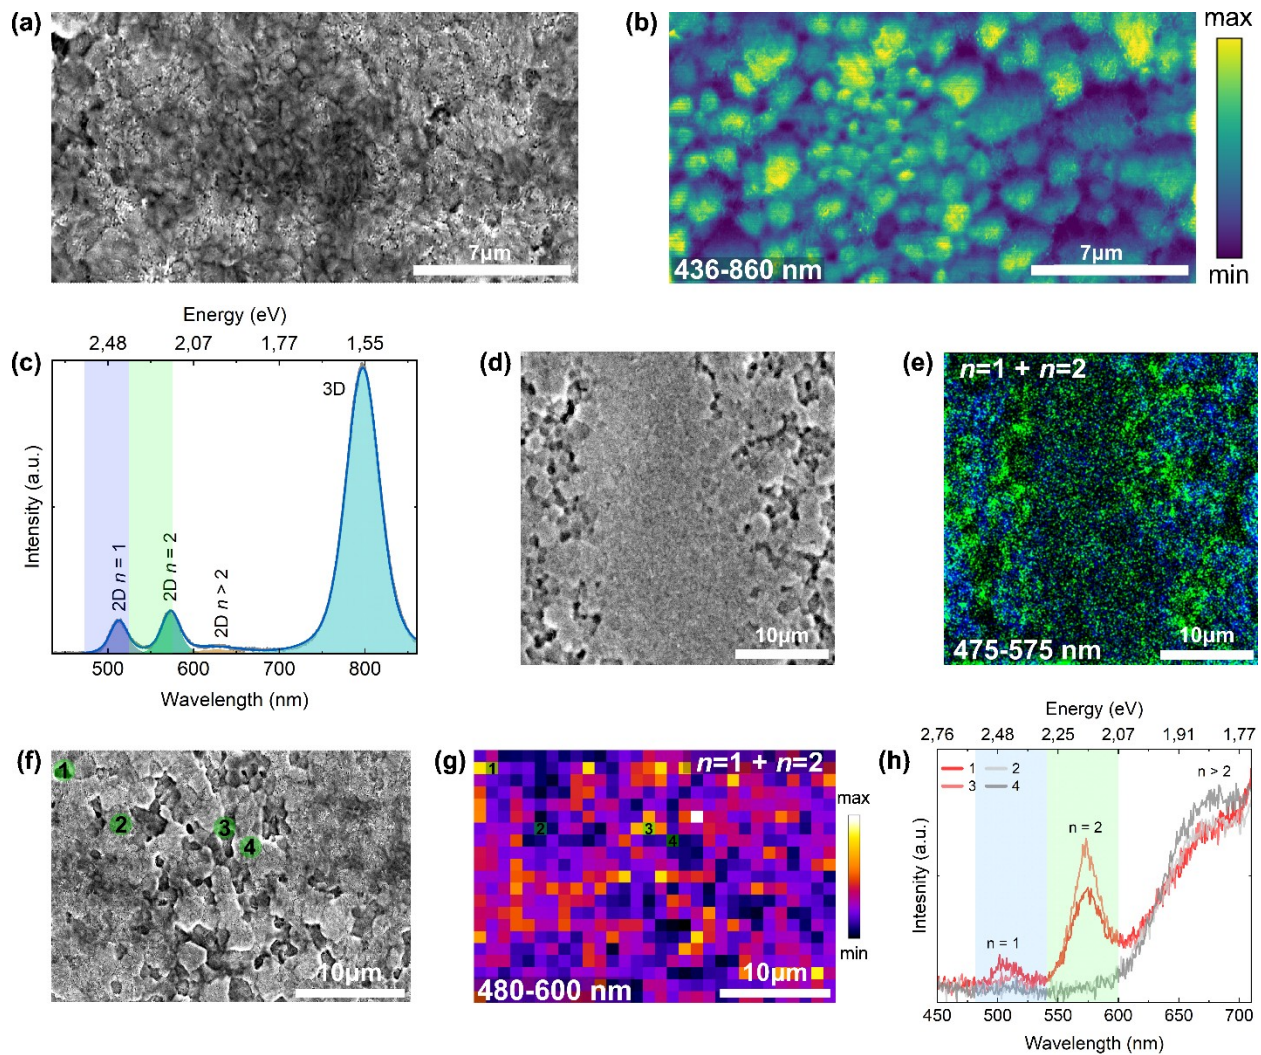 (a)
7µm
(b)
436-860 nm
7µm
max
min
(c)
Energy (eV)
2,48 2,07 1,77 1,55
Intensity (a.u.)
2D n = 1
2D n = 2
2D n > 2
3D
500 600 700 800
Wavelength (nm)
(d)
10µm
(e)
n=1 + n=2
475-575 nm
10µm
(f)
1
2
3
4
10µm
(g)
n=1 + n=2
1
2
3
4
480-600 nm
10µm
max
min
(h)
Energy (eV)
2,76 2,48 2,25 2,07 1,91 1,77
1 2
3 4
n > 2
n = 2
n = 1
Intesnity (a.u.)
450 500 550 600 650 700
Wavelength (nm)